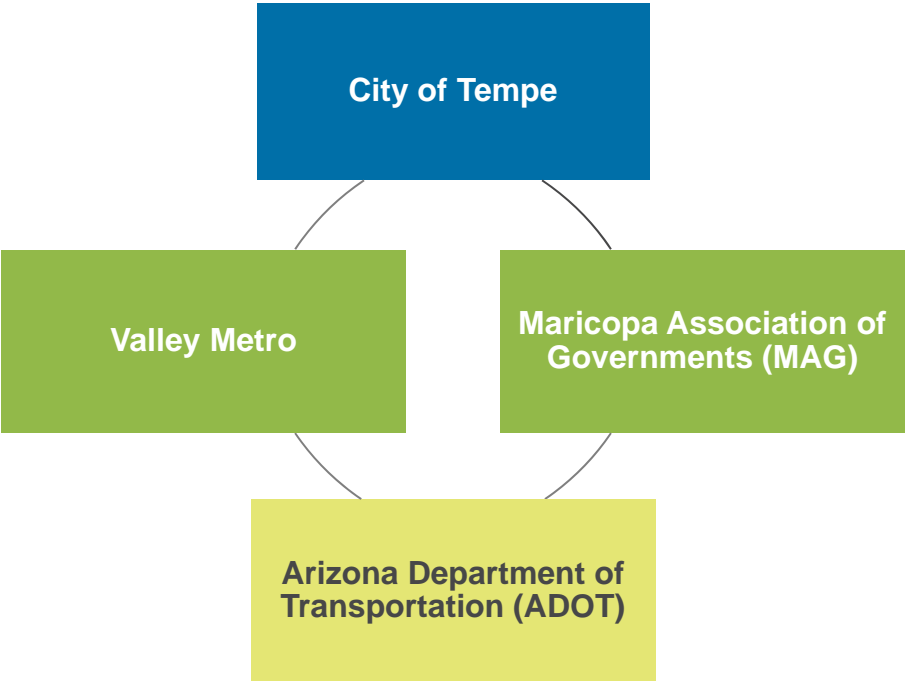 City of Tempe
Valley Metro
Maricopa Association of
Governments (MAG)
Arizona Department of
Transportation (ADOT)